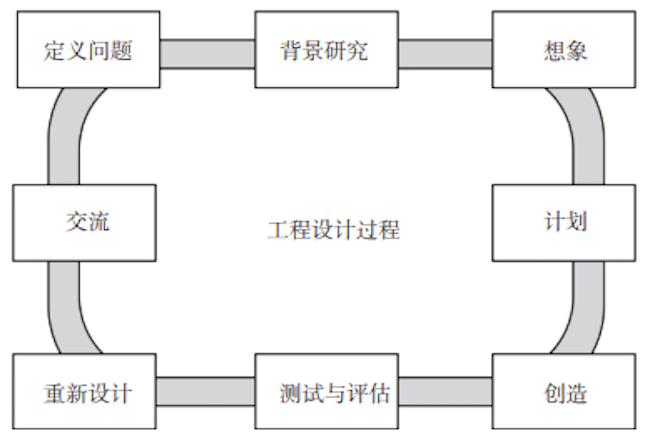 定义问题
背景研究
想象
交流
工程设计过程
计划
重新设计
测试与评估
创造